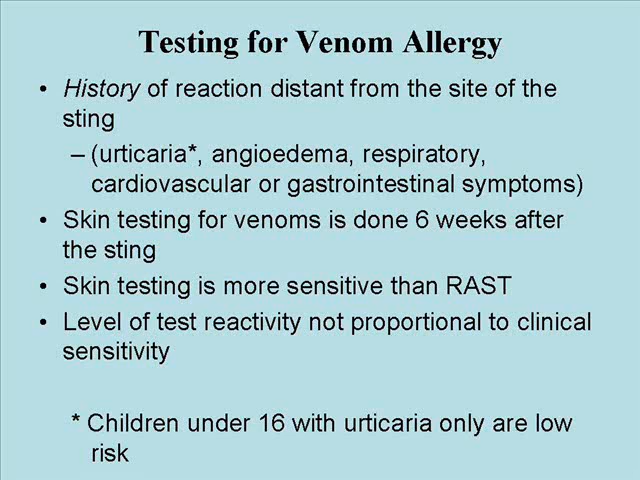 Testing for Venom Allergy
• History of reaction distant from the site of the
sting
– (urticaria*, angioedema, respiratory,
cardiovascular or gastrointestinal symptoms)
• Skin testing for venoms is done 6 weeks after
the sting
• Skin testing is more sensitive than RAST
• Level of test reactivity not proportional to clinical
sensitivity
* Children under 16 with urticaria only are low
risk